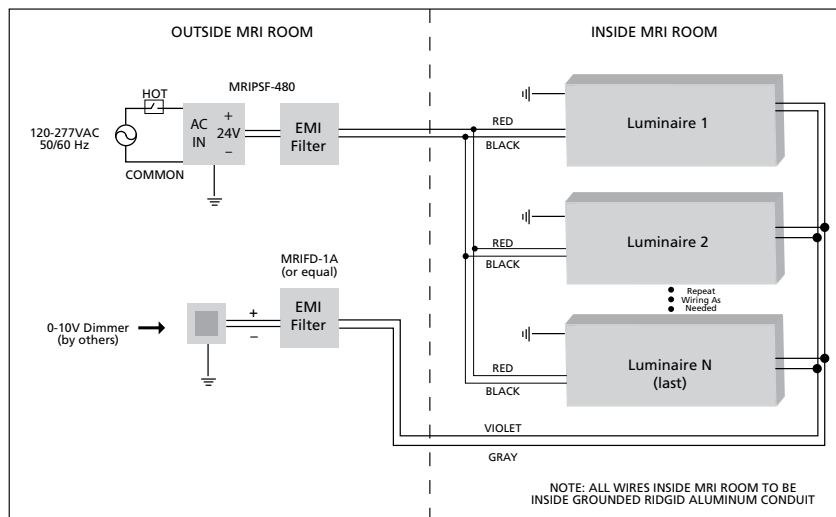 OUTSIDE MRI ROOM
INSIDE MRI ROOM
MRIPSF-480
HOT
120-277VAC
50/60 Hz
COMMON
AC
IN
+
24V
–
EMI
Filter
RED
BLACK
Luminaire 1
RED
BLACK
Luminaire 2
Repeat
Wiring As
Needed
MRIFD-1A
(or equal)
0-10V Dimmer
(by others)
+
–
EMI
Filter
RED
BLACK
Luminaire N
(last)
VIOLET
GRAY
NOTE: ALL WIRES INSIDE MRI ROOM TO BE
INSIDE GROUNDED RIDGID ALUMINUM CONDUIT